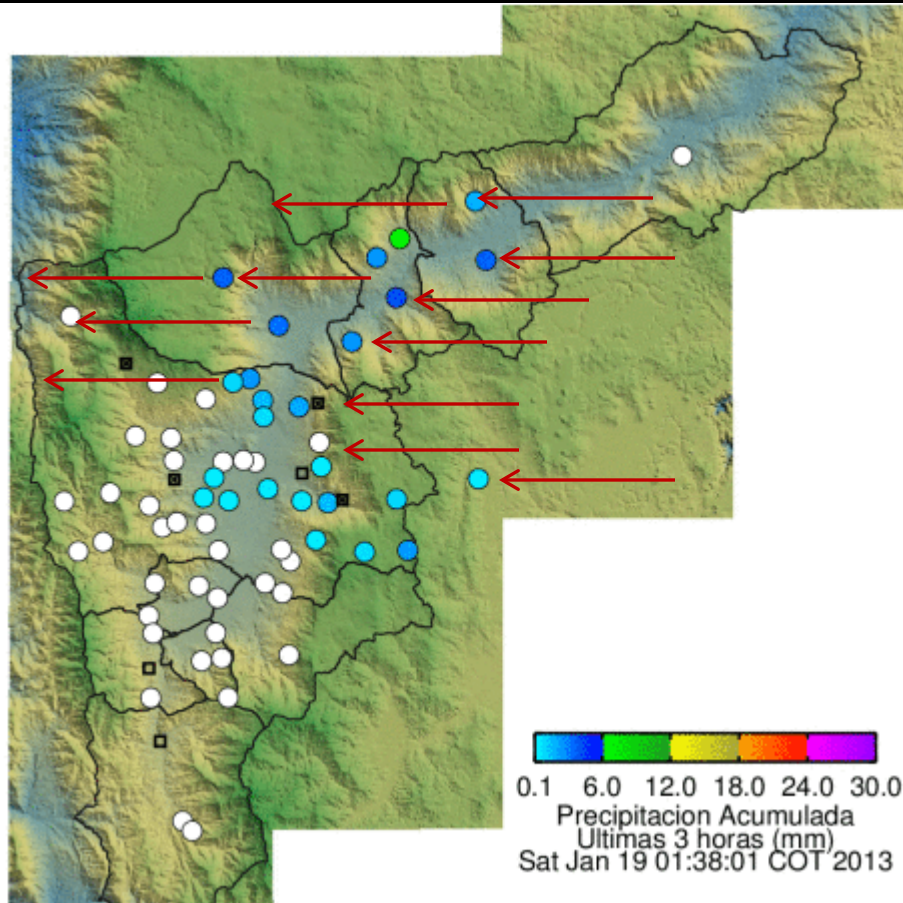 0.1 6.0 12.0 18.0 24.0 30.0
Precipitacion Acumulada
Ultimas 3 horas (mm)
Sat Jan 19 01:38:01 COT 2013